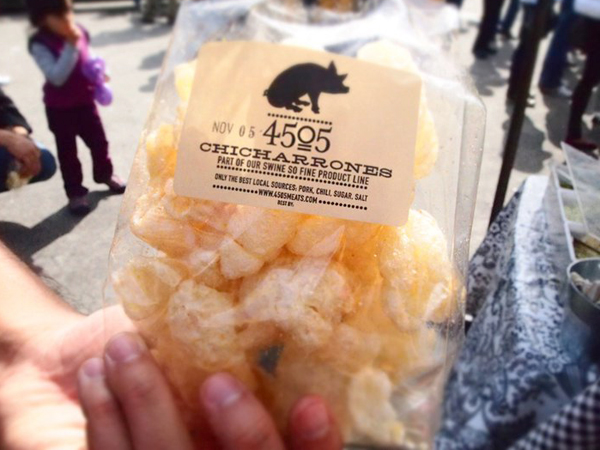 NOV 05 4505
CHICHARRONES
PART OF OUR SWINE SO FINE PRODUCT LINE
ONLY THE BEST LOCAL SOURCES; PORK, CHILI, SUGAR, SALT
WWW.4505MEATS.COM
BEST BY: